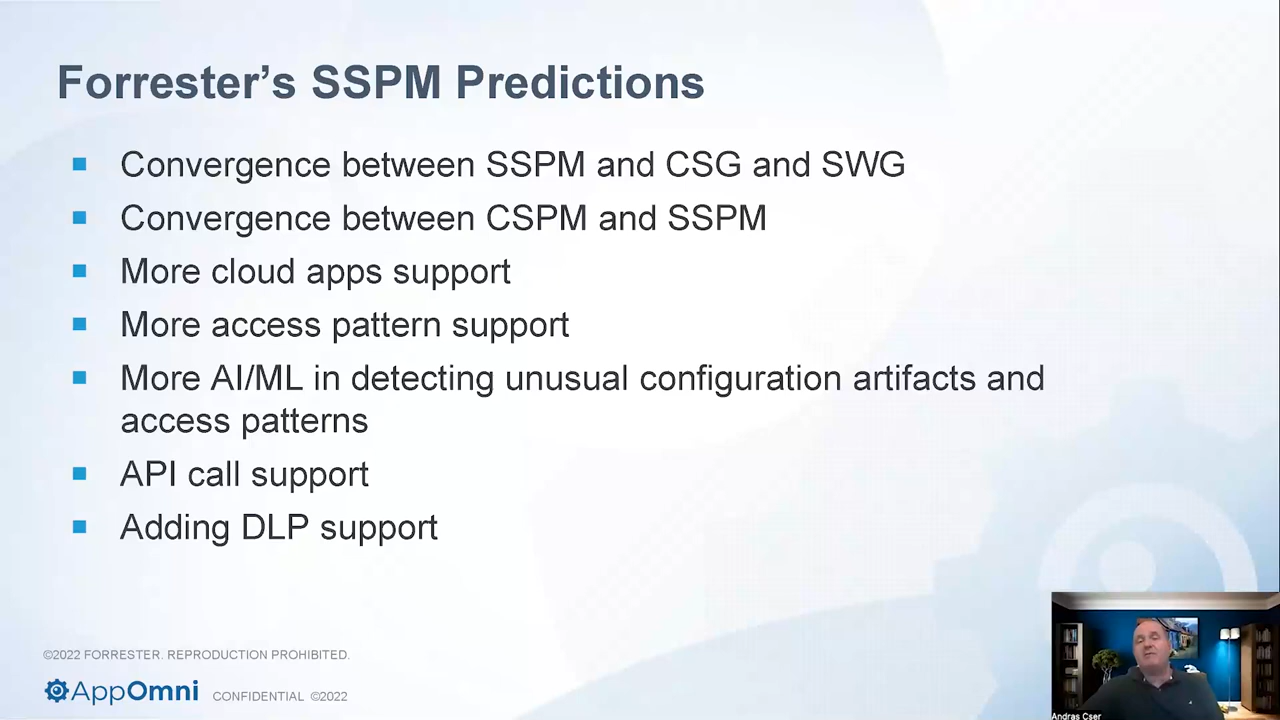 Forrester's SSPM Predictions
Convergence between SSPM and CSG and SWG
Convergence between CSPM and SSPM
More cloud apps support
More access pattern support
More AI/ML in detecting unusual configuration artifacts and
access patterns
API call support
Adding DLP support
©2022 FORRESTER. REPRODUCTION PROHIBITED.
AppOmni CONFIDENTIAL ©2022
Andras Cser